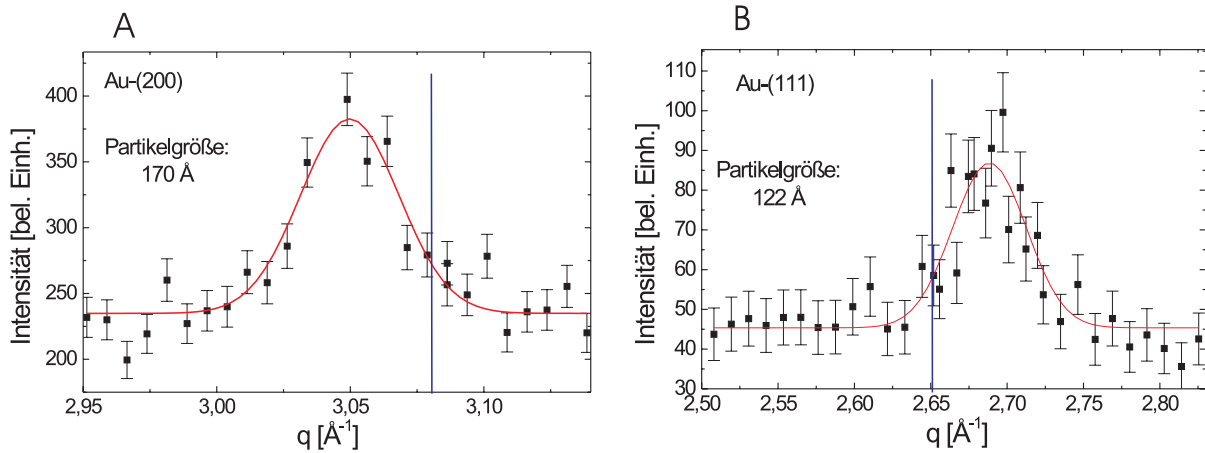 A
Au-(200)
Partikelgröße:
170 Å
Intensität [bel. Einh.]
400
350
300
250
200
2,95
3,00
3,05
3,10
q [Å-1]
B
Au-(111)
Partikelgröße:
122 Å
Intensität [bel. Einh.]
110
100
90
80
70
60
50
40
30
2,50
2,55
2,60
2,65
2,70
2,75
2,80
q [Å-1]